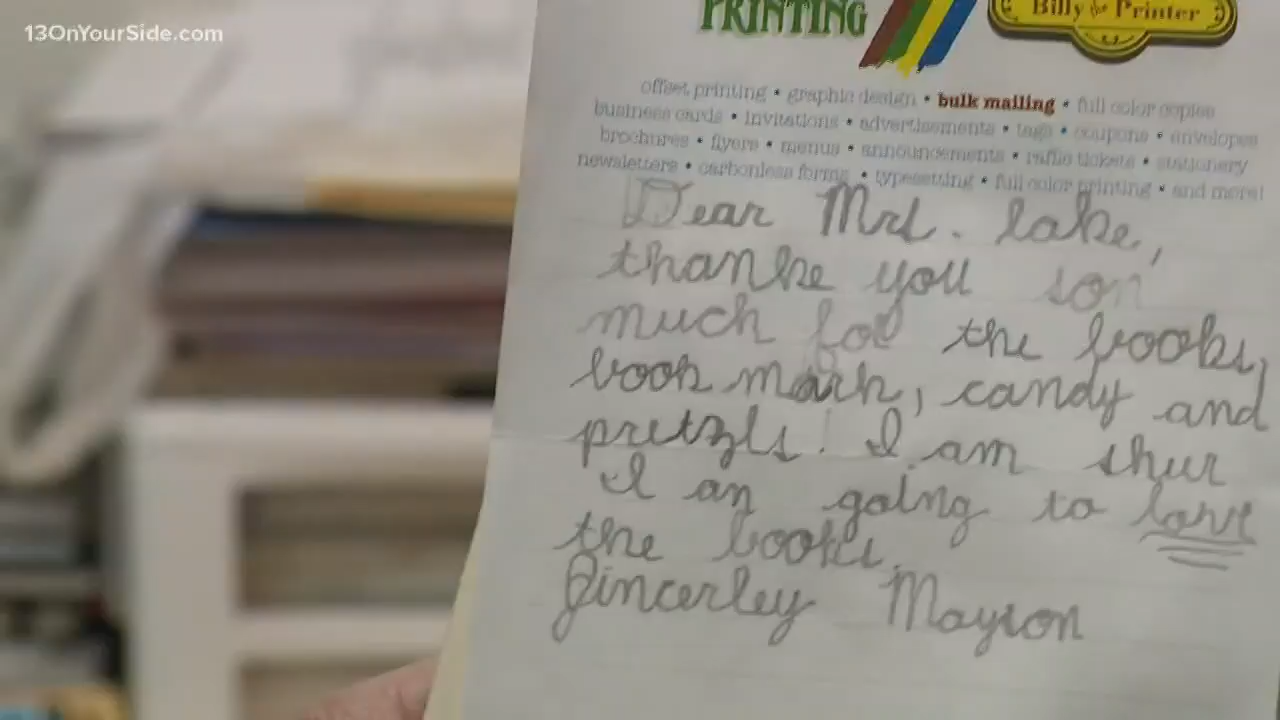 13OnYourSide.com
PRINTING
Billy the Printer
offset printing • graphic design • bulk mailing • full color copies
business cards • invitations • advertisements • tags • coupons • envelopes
brochures • flyers • menus • announcements • raffle tickets • stationery
newsletters • carbonless forms • typesetting • full color printing • and more!
Dear Mrs. lake,
thanke you son
much for the books,
book mark, candy and
pretzls! I am shur
I an going to love
the books.
Sincerley Mayson